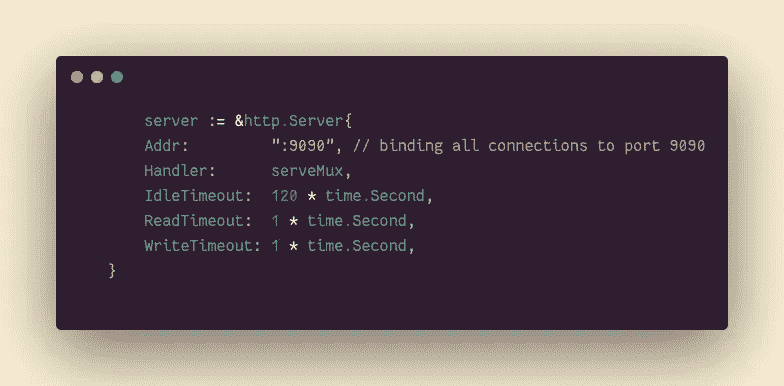 server := &http.Server{
Addr:         ":9090", // binding all connections to port 9090
Handler:      serveMux,
IdleTimeout:  120 * time.Second,
ReadTimeout:  1 * time.Second,
WriteTimeout: 1 * time.Second,
}